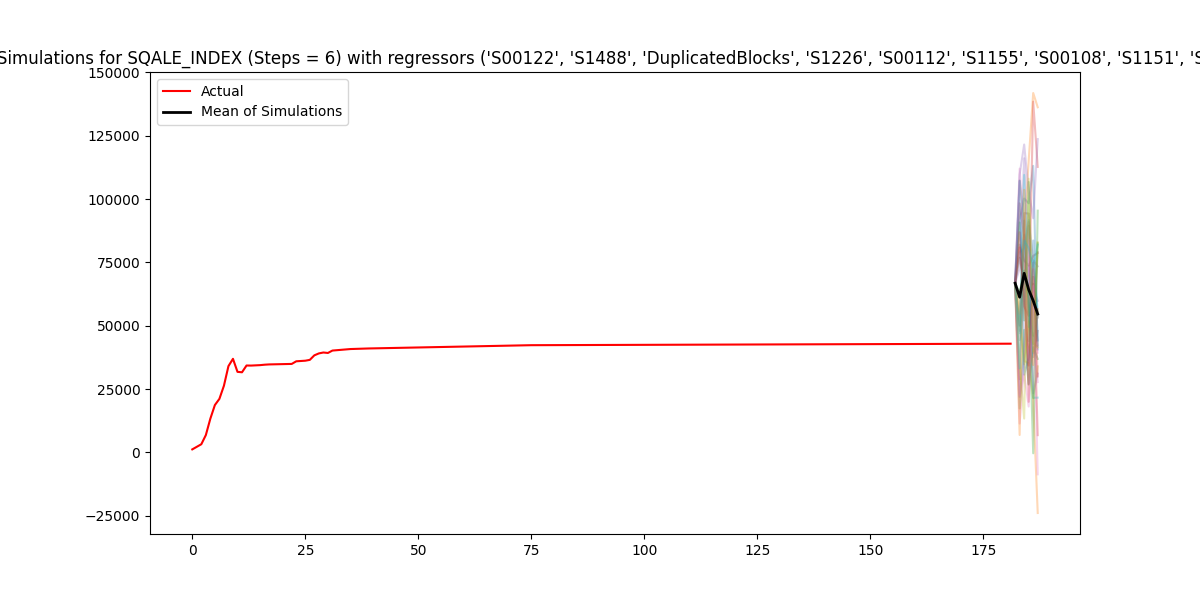 Simulations for SQALE_INDEX (Steps = 6) with regressors ('S00122', 'S1488', 'DuplicatedBlocks', 'S1226', 'S00112', 'S1155', 'S00108', 'S1151', 'S
150000
125000
100000
75000
50000
25000
0
−25000
Actual
Mean of Simulations
0 25 50 75 100 125 150 175